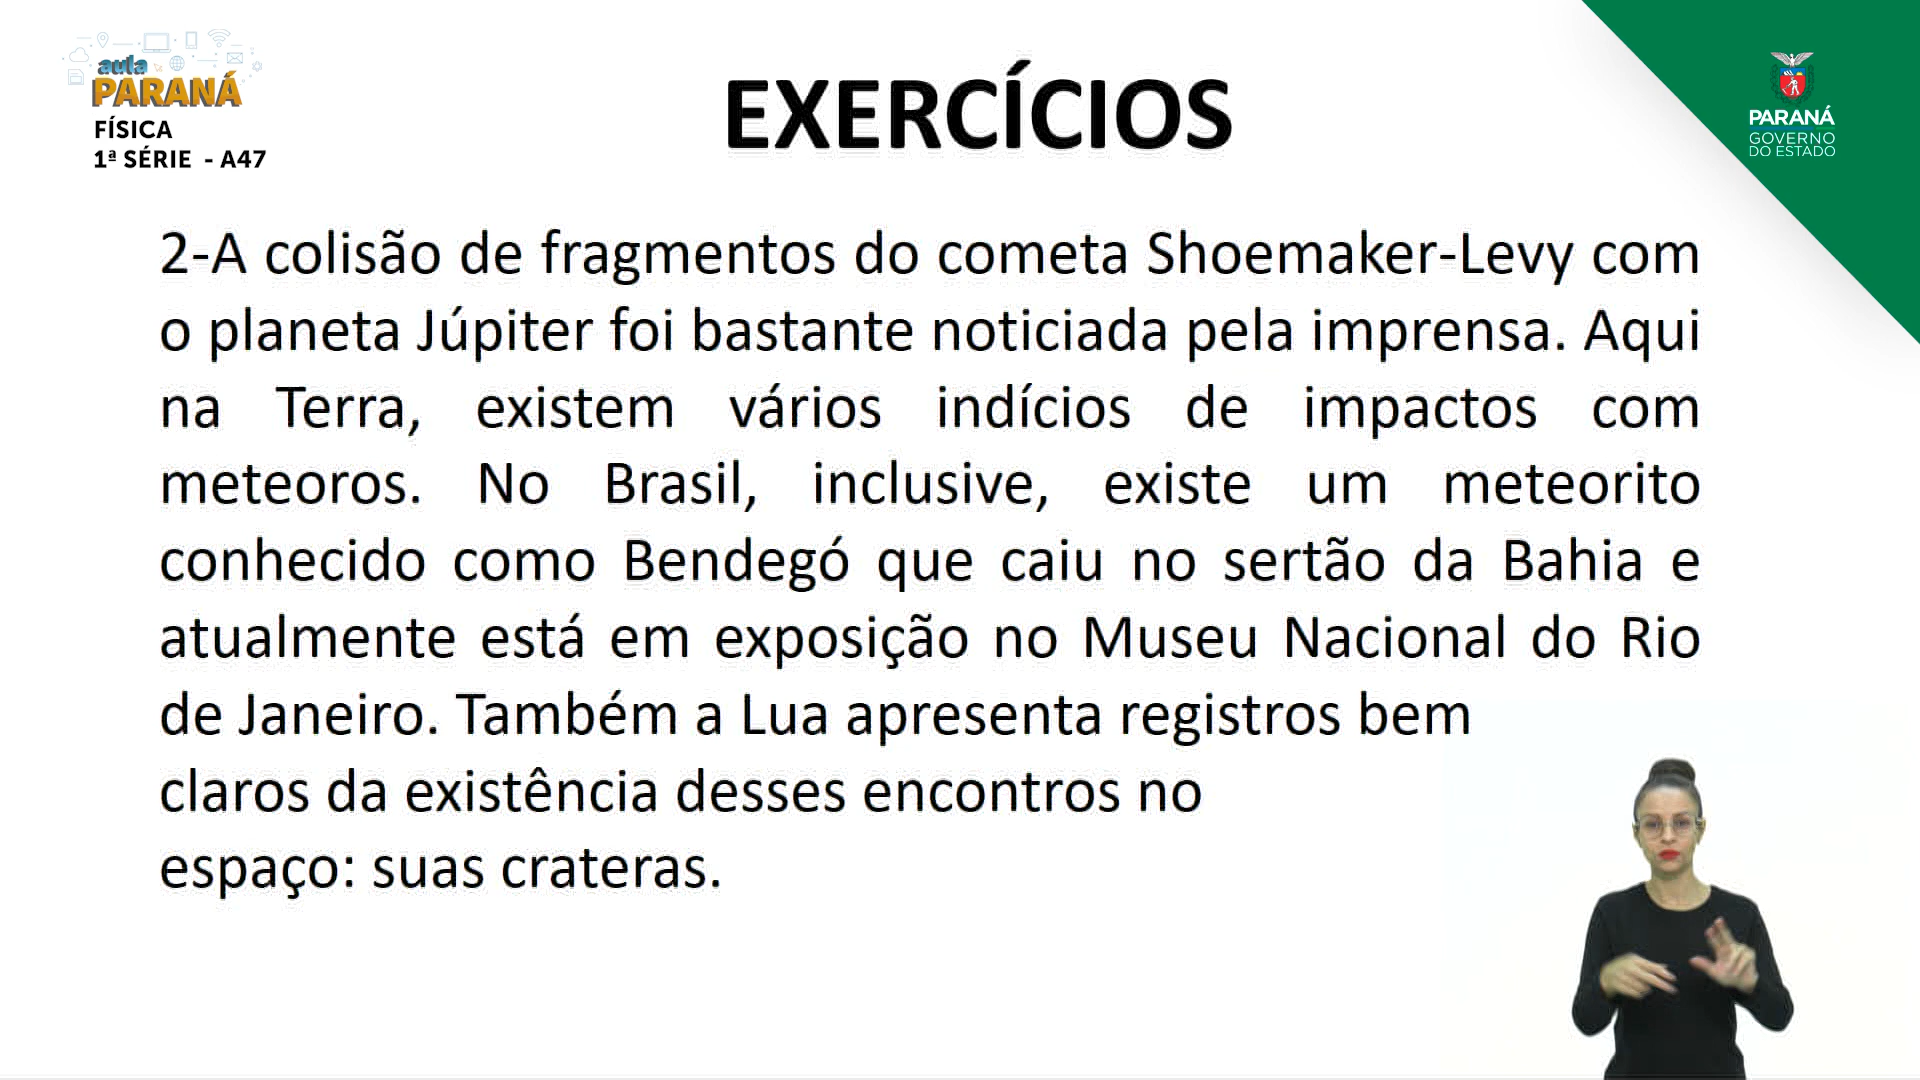 aula
PARANÁ
FÍSICA
1ª SÉRIE - A47
EXERCÍCIOS
PARANÁ
GOVERNO
DO ESTADO
2-A colisão de fragmentos do cometa Shoemaker-Levy com
o planeta Júpiter foi bastante noticiada pela imprensa. Aqui
na Terra, existem vários indícios de impactos com
meteoros. No Brasil, inclusive, existe um meteorito
conhecido como Bendegó que caiu no sertão da Bahia e
atualmente está em exposição no Museu Nacional do Rio
de Janeiro. Também a Lua apresenta registros bem
claros da existência desses encontros no
espaço: suas crateras.